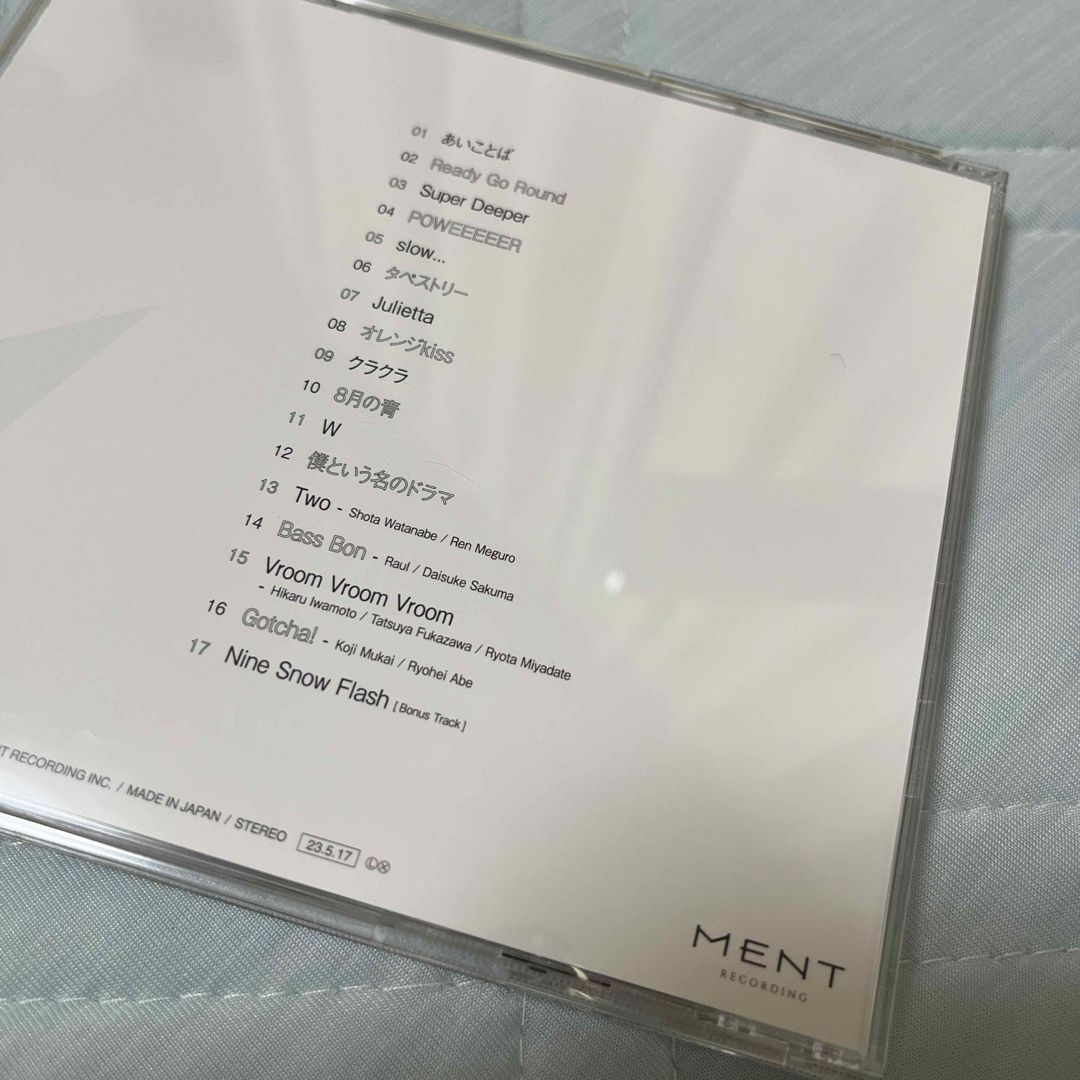 01 あいことば
02 Ready Go Round
03 Super Deeper
04 POWEEEEEER
05 slow...
06 タペストリー
07 Julietta
08 オレンジkiss
09 クラクラ
10 8月の青
11 W
12 僕という名のドラマ
13 Two - Shota Watanabe / Ren Meguro
14 Bass Bon - Raul / Daisuke Sakuma
15 Vroom Vroom Vroom
- Hikaru Iwamoto / Tatsuya Fukazawa / Ryota Miyadate
16 Gotcha! - Koji Mukai / Ryohei Abe
17 Nine Snow Flash [Bonus Track]
RECORDING INC. / MADE IN JAPAN / STEREO 23.5.17 Ⓛⓧ
MENT
RECORDING